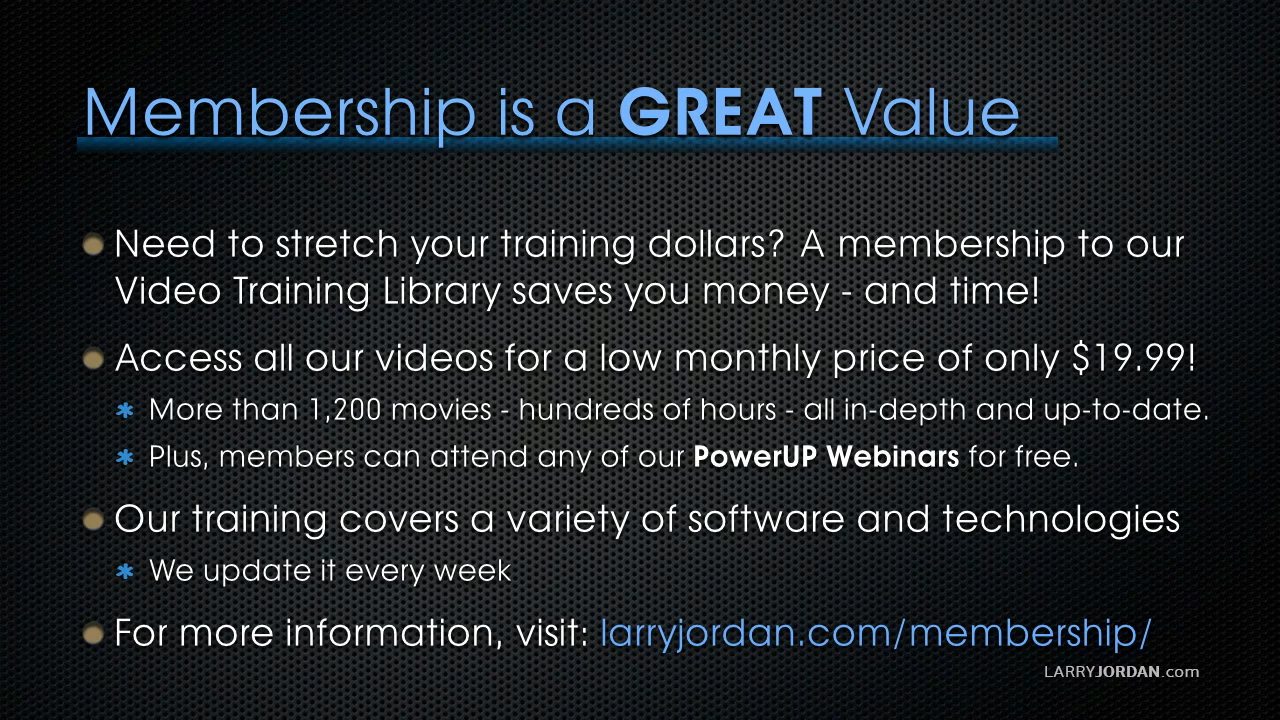 Membership is a GREAT Value
Need to stretch your training dollars? A membership to our
Video Training Library saves you money - and time!
Access all our videos for a low monthly price of only $19.99!
More than 1,200 movies - hundreds of hours - all in-depth and up-to-date.
Plus, members can attend any of our PowerUP Webinars for free.
Our training covers a variety of software and technologies
We update it every week
For more information, visit: larryjordan.com/membership/
LARRYJORDAN.com